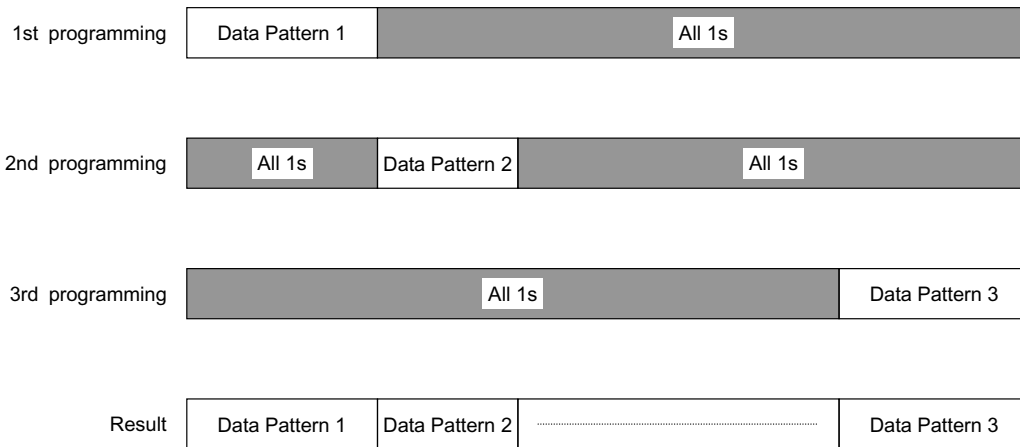 1st programming Data Pattern 1 All 1s
2nd programming All 1s Data Pattern 2 All 1s
3rd programming All 1s Data Pattern 3
Result Data Pattern 1 Data Pattern 2 Data Pattern 3